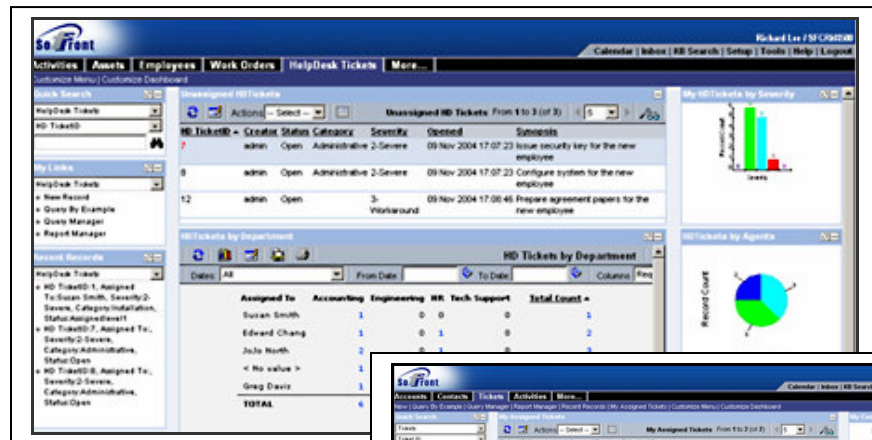 Soffront
Richard Lee / SFCRM500
Calendar | Inbox | KB Search | Setup | Tools | Help | Logout
Activities | Assets | Employees | Work Orders | HelpDesk Tickets | More...
Customize Menu | Customize Dashboard
Quick Search
HelpDesk Tickets
HD TicketID
My Links
HelpDesk Tickets
New Record
Query By Example
Query Manager
Report Manager
Recent Records
HelpDesk Tickets
HD TicketID:1, Assigned
To:Susan Smith, Severity:2-
Severe, Category:Installation,
Status:Assignedlevel1
HD TicketID:7, Assigned To:,
Severity:2-Severe,
Category:Administrative,
Status:Open
HD TicketID:8, Assigned To:,
Severity:2-Severe,
Category:Administrative,
Status:Open
Unassigned HDTickets
Actions -- Select -- Unassigned HD Tickets From 1 to 3 (of 3) 5
HD TicketID Creator Status Category Severity Opened Synopsis
7 admin Open Administrative 2-Severe 09 Nov 2004 17:07:23 Issue security key for the new
employee
8 admin Open Administrative 2-Severe 09 Nov 2004 17:07:23 Configure system for the new
employee
12 admin Open 3-
Workaround 09 Nov 2004 17:08:46 Prepare agreement papers for the
new employee
HDTickets by Department
HD Tickets by Department
Dates All From Date To Date Columns Req
Assigned To Accounting Engineering HR Tech Support Total Count
Susan Smith 1 0 0 0 1
Edward Chang 1 0 1 0 2
JoJo North 2
< No value > 1
Greg Davis 1
TOTAL 6
My HDTickets by Severity
Record Count
Severity
HDTickets by Agents
Record Count
Soffront
Calendar | Inbox | KB Search
Accounts | Contacts | Tickets | Activities | More...
New | Query By Example | Query Manager | Report Manager | Recent Records | My Assigned Tickets | Customize Menu | Customize Dashboard
Quick Search
Tickets
Ticket ID
My Assigned Tickets
Actions -- Select -- My Assigned Tickets From 1 to 2 (of 2) 5